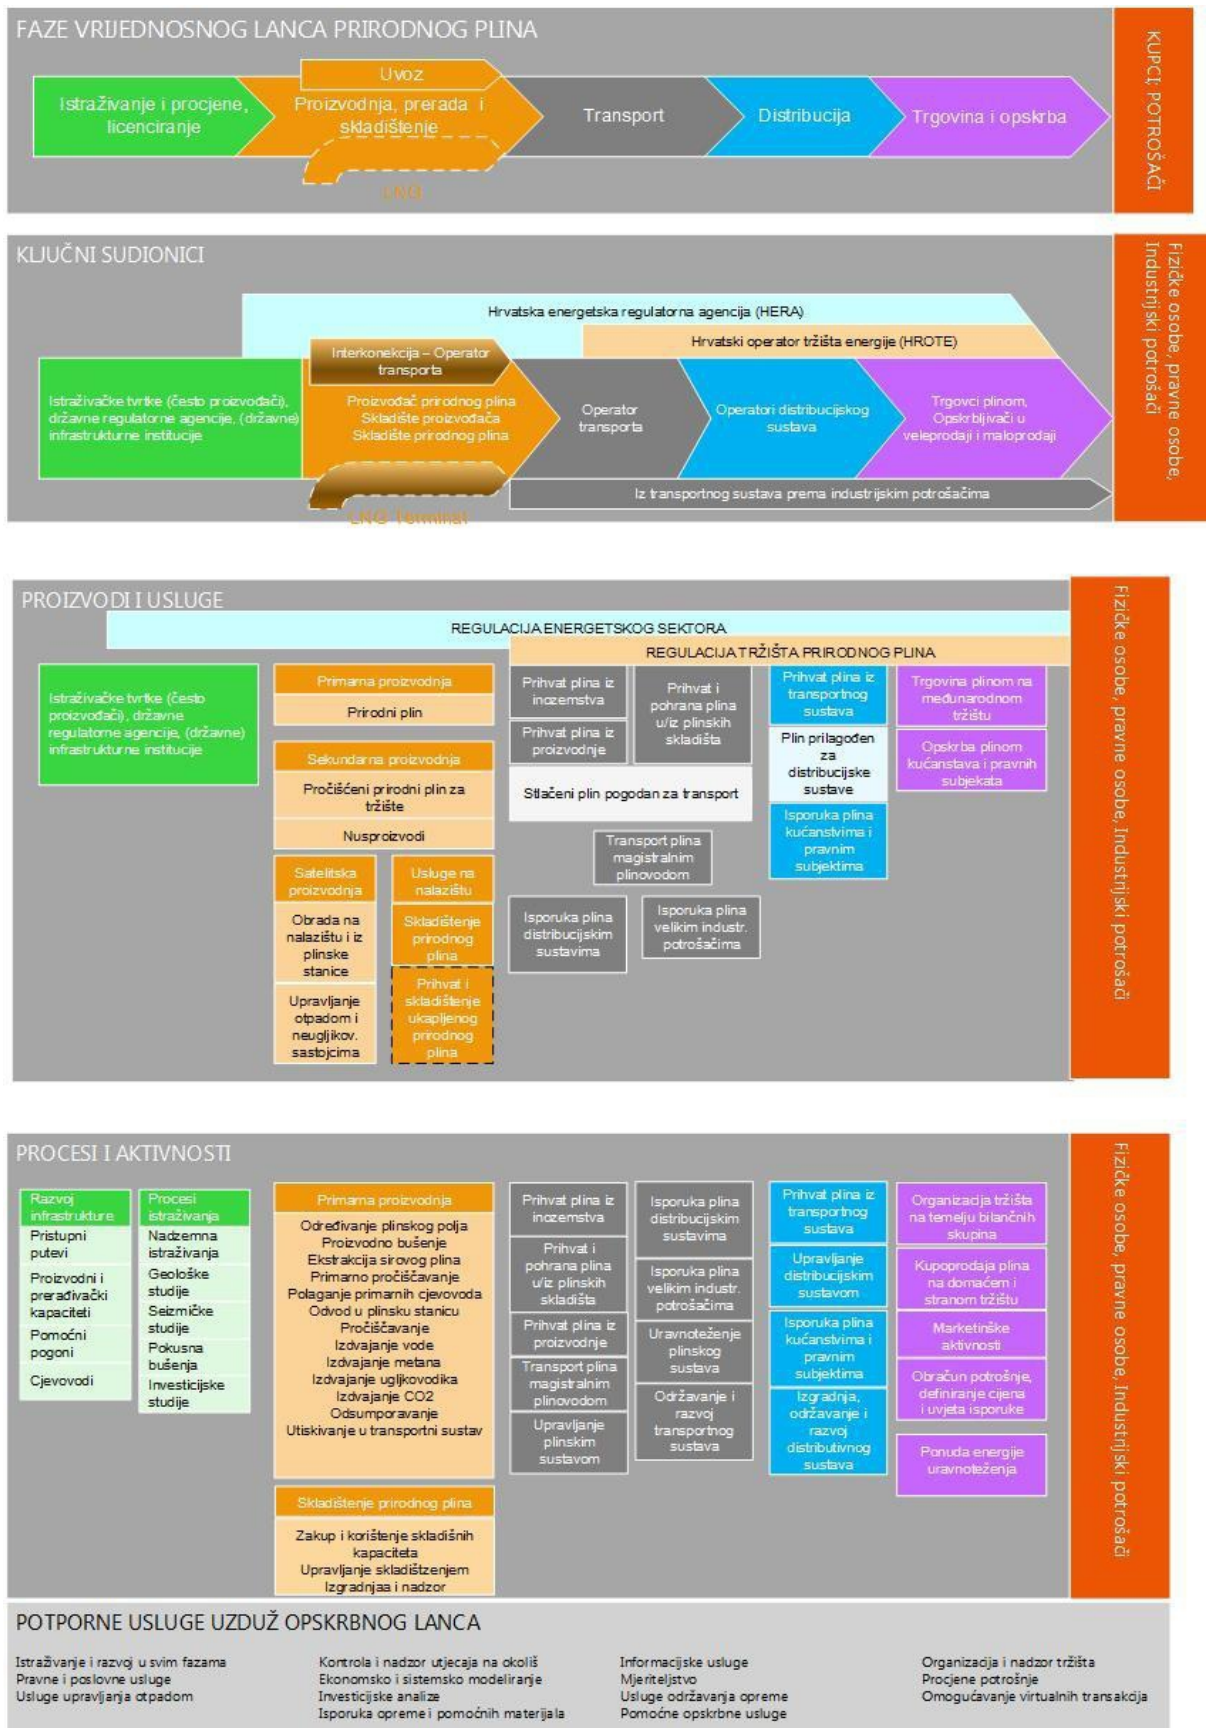 FAZE VRIJEDNOSNOG LANCA PRIRODNOG PLINA
Uvoz
Istraživanje i procjene,
licenciranje
Proizvodnja, prerada i
skladištenje
Transport
Distribucija
Trgovina i opskrba
LNG
KUPCI; POTROŠAČI
KLJUČNI SUDIONICI
Hrvatska energetska regulatorna agencija (HERA)
Hrvatski operator tržišta energije (HROTE)
Interkonekcija – Operator
transporta
Istraživačke tvrtke (često proizvođači),
državne regulatorne agencije, (državne)
infrastrukturne institucije
Proizvođač prirodnog plina
Skladište proizvođača
Skladište prirodnog plina
Operator
transporta
Operatori distribucijskog
sustava
Trgovci plinom,
Opskrbljivači u
veleprodaji i maloprodaji
Iz transportnog sustava prema industrijskim potrošačima
LNG Terminal
Fizičke osobe, pravne osobe,
Industrijski potrošači
PROIZVODI I USLUGE
REGULACIJA ENERGETSKOG SEKTORA
REGULACIJA TRŽIŠTA PRIRODNOG PLINA
Istraživačke tvrtke (često
proizvođači), državne
regulatorne agencije, (državne)
infrastrukturne institucije
Primarna proizvodnja
Prirodni plin
Sekundarna proizvodnja
Pročišćeni prirodni plin za
tržište
Nusproizvodi
Satelitska
proizvodnja
Obrada na
nalazištu i iz
plinske
stanice
Upravljanje
otpadom i
neugljikov.
sastojcima
Usluge na
nalazištu
Skladištenje
prirodnog
plina
Prihvat i
skladištenje
ukapljenog
prirodnog
plina
Prihvat plina iz
inozemstva
Prihvat plina iz
proizvodnje
Prihvat i
pohrana plina
u/iz plinskih
skladišta
Stlačeni plin pogodan za transport
Transport plina
magistralnim
plinovodom
Isporuka plina
distribucijskim
sustavima
Isporuka plina
velikim industr.
potrošačima
Prihvat plina iz
transportnog
sustava
Plin prilagođen
za
distribucijske
sustave
Isporuka plina
kućanstvima i
pravnim
subjektima
Trgovina plinom na
međunarodnom
tržištu
Opskrba plinom
kućanstava i pravnih
subjekata
Fizičke osobe, pravne osobe, Industrijski potrošači
PROCESI I AKTIVNOSTI
Razvoj
infrastrukture
Pristupni
putevi
Proizvodni i
prerađivački
kapaciteti
Pomoćni
pogoni
Cjevovodi
Procesi
istraživanja
Nadzemna
istraživanja
Geološke
studije
Seizmičke
studije
Pokusna
bušenja
Investicijske
studije
Primarna proizvodnja
Određivanje plinskog polja
Proizvodno bušenje
Ekstrakcija sirovog plina
Primarno pročiščavanje
Polaganje primarnih cjevovoda
Odvod u plinsku stanicu
Pročiščavanje
Izdvajanje vode
Izdvajanje metana
Izdvajanje ugljkovodika
Izdvajanje CO2
Odsumporavanje
Utiskivanje u transportni sustav
Skladištenje prirodnog plina
Zakup i korištenje skladišnih
kapaciteta
Upravljanje skladištzenjem
Izgradnjaa i nadzor
Prihvat plina iz
inozemstva
Prihvat i
pohrana plina
u/iz plinskih
skladišta
Prihvat plina iz
proizvodnje
Transport plina
magistralnim
plinovodom
Upravljanje
plinskim
sustavom
Isporuka plina
distribucijskim
sustavima
Isporuka plina
velikim industr.
potrošačima
Uravnoteženje
plinskog
sustava
Održavanje i
razvoj
transportnog
sustava
Prihvat plina iz
transportnog
sustava
Upravljanje
distribucijskim
sustavom
Isporuka plina
kućanstvima i
pravnim
subjektima
Izgradnja,
održavanje i
razvoj
distributivnog
sustava
Organizacija tržišta
na temelju bilančnih
skupina
Kupoprodaja plina
na domaćem i
stranom tržištu
Marketinške
aktivnosti
Obračun potrošnje,
definiranje cijena
i uvjeta isporuke
Ponuda energije
uravnoteženja
Fizičke osobe, pravne osobe, Industrijski potrošači
POTPORNE USLUGE UZDUŽ OPSKRBNOG LANCA
Istraživanje i razvoj u svim fazama
Pravne i poslovne usluge
Usluge upravljanja otpadom
Kontrola i nadzor utjecaja na okoliš
Ekonomsko i sistemsko modeliranje
Investicijske analize
Isporuka opreme i pomoćnih materijala
Informacijske usluge
Mjeriteljstvo
Usluge održavanja opreme
Pomoćne opskrbne usluge
Organizacija i nadzor tržišta
Procjene potrošnje
Omogućavanje virtualnih transakcija